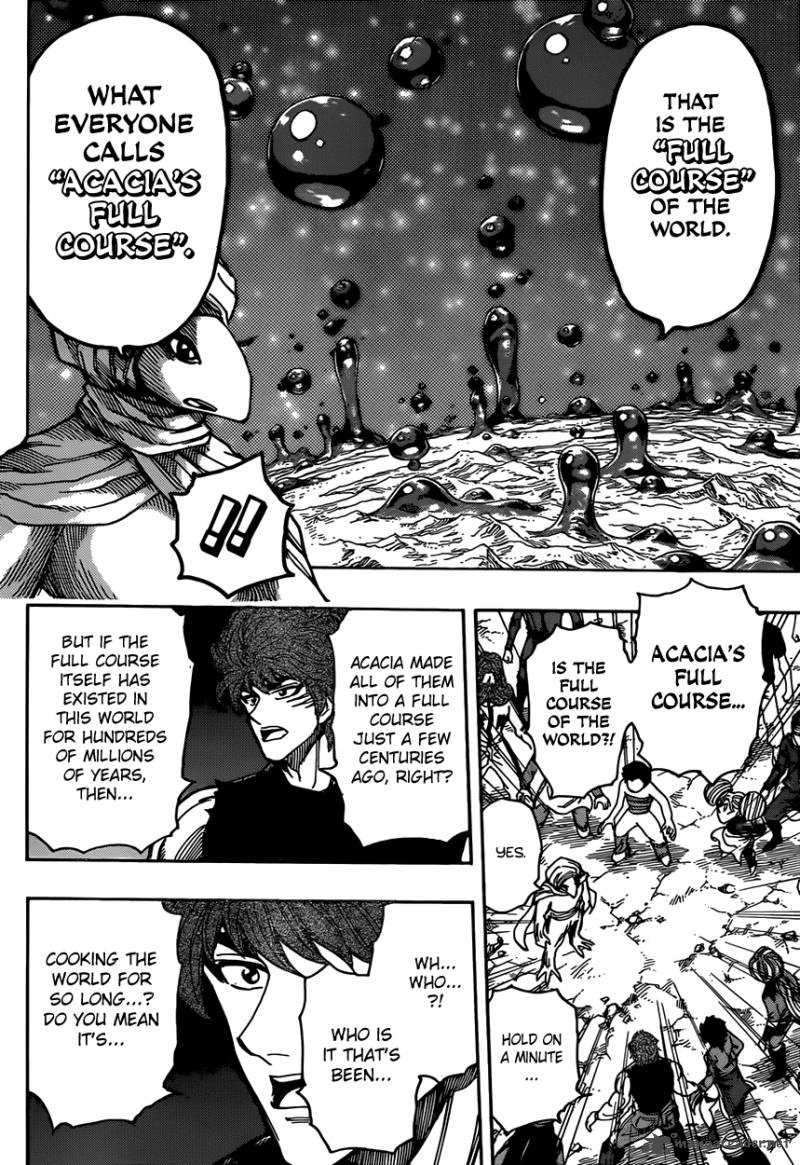 THAT
IS THE
"FULL
COURSE"
OF THE
WORLD.
WHAT
EVERYONE
CALLS
"ACACIA'S
FULL
COURSE".
!!
ACACIA'S
FULL
COURSE...
IS THE
FULL
COURSE
OF THE
WORLD?!
YES.
HOLD ON
A MINUTE
...
ACACIA MADE
ALL OF THEM
INTO A FULL
COURSE
JUST A FEW
CENTURIES
AGO, RIGHT?
BUT IF THE
FULL COURSE
ITSELF HAS
EXISTED IN
THIS WORLD
FOR HUNDREDS
OF MILLIONS
OF YEARS,
THEN...
WH...
WHO...
?!
WHO IS
IT THAT'S
BEEN...
COOKING THE
WORLD FOR
SO LONG...?
DO YOU MEAN
IT'S...